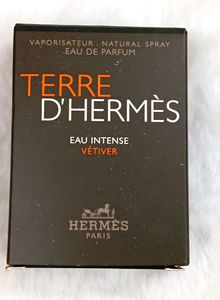 VAPORISATEUR . NATURAL SPRAY
EAU DE PARFUM
TERRE
D'HERMÈS
EAU INTENSE
VÉTIVER
HERMÈS
PARIS